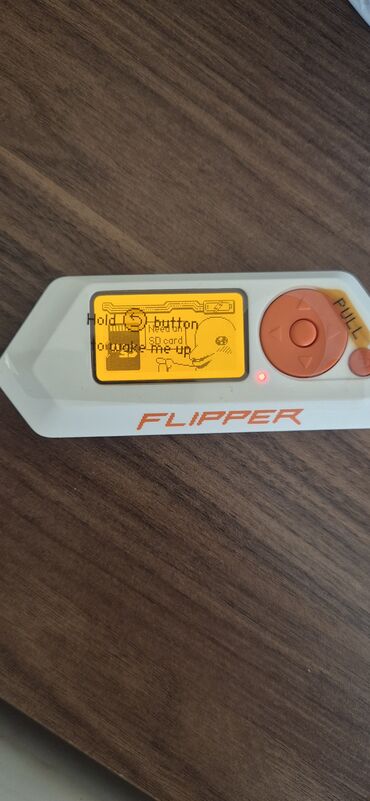 Hold button
to wake me up
Need an
SD card
PULL
FLIPPER